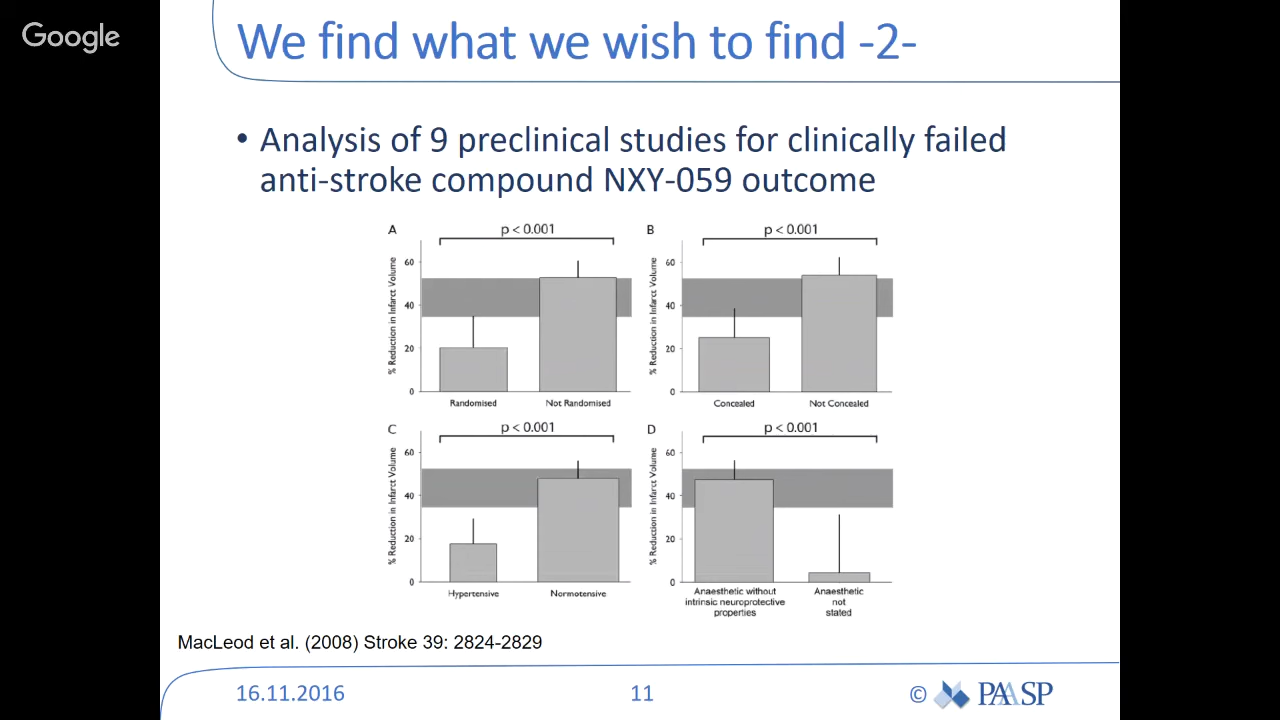 Google
We find what we wish to find -2-
• Analysis of 9 preclinical studies for clinically failed
anti-stroke compound NXY-059 outcome
A
p < 0.001
% Reduction in Infarct Volume
60
40
20
0
Randomised
Not Randomised
B
p < 0.001
% Reduction in Infarct Volume
60
40
20
0
Concealed
Not Concealed
C
p < 0.001
% Reduction in Infarct Volume
60
40
20
0
Hypertensive
Normotensive
D
p < 0.001
% Reduction in Infarct Volume
60
40
20
0
Anaesthetic without
intrinsic neuroprotective
properties
Anaesthetic
not
stated
MacLeod et al. (2008) Stroke 39: 2824-2829
16.11.2016
11
© PAASP